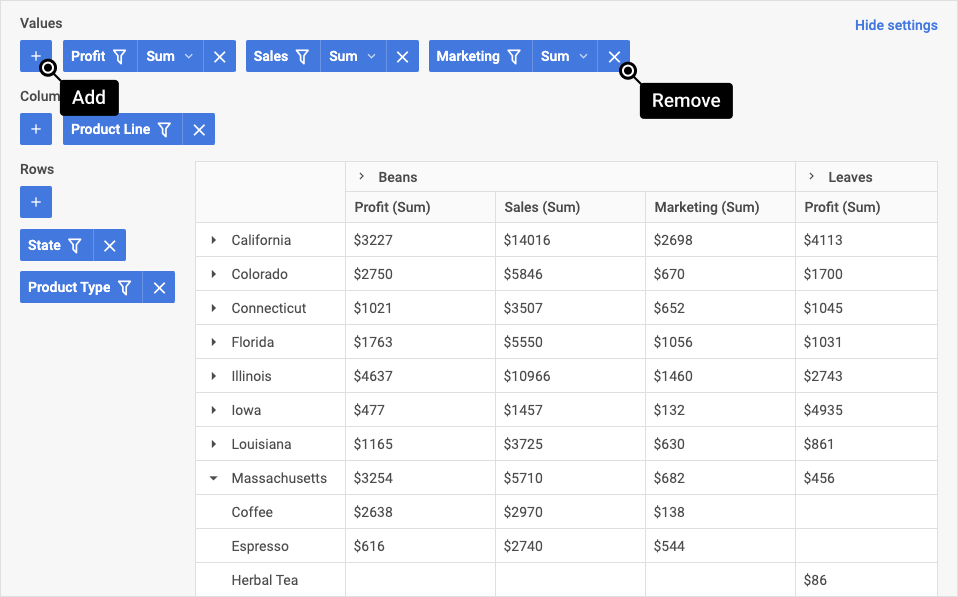 Values
Hide settings
Profit Sum Sales Sum Marketing Sum
Add
Remove
Colum
Product Line
Rows
State
Product Type
Beans Leaves
Profit (Sum) Sales (Sum) Marketing (Sum) Profit (Sum)
California $3227 $14016 $2698 $4113
Colorado $2750 $5846 $670 $1700
Connecticut $1021 $3507 $652 $1045
Florida $1763 $5550 $1056 $1031
Illinois $4637 $10966 $1460 $2743
Iowa $477 $1457 $132 $4935
Louisiana $1165 $3725 $630 $861
Massachusetts $3254 $5710 $682 $456
Coffee $2638 $2970 $138
Espresso $616 $2740 $544
Herbal Tea $86